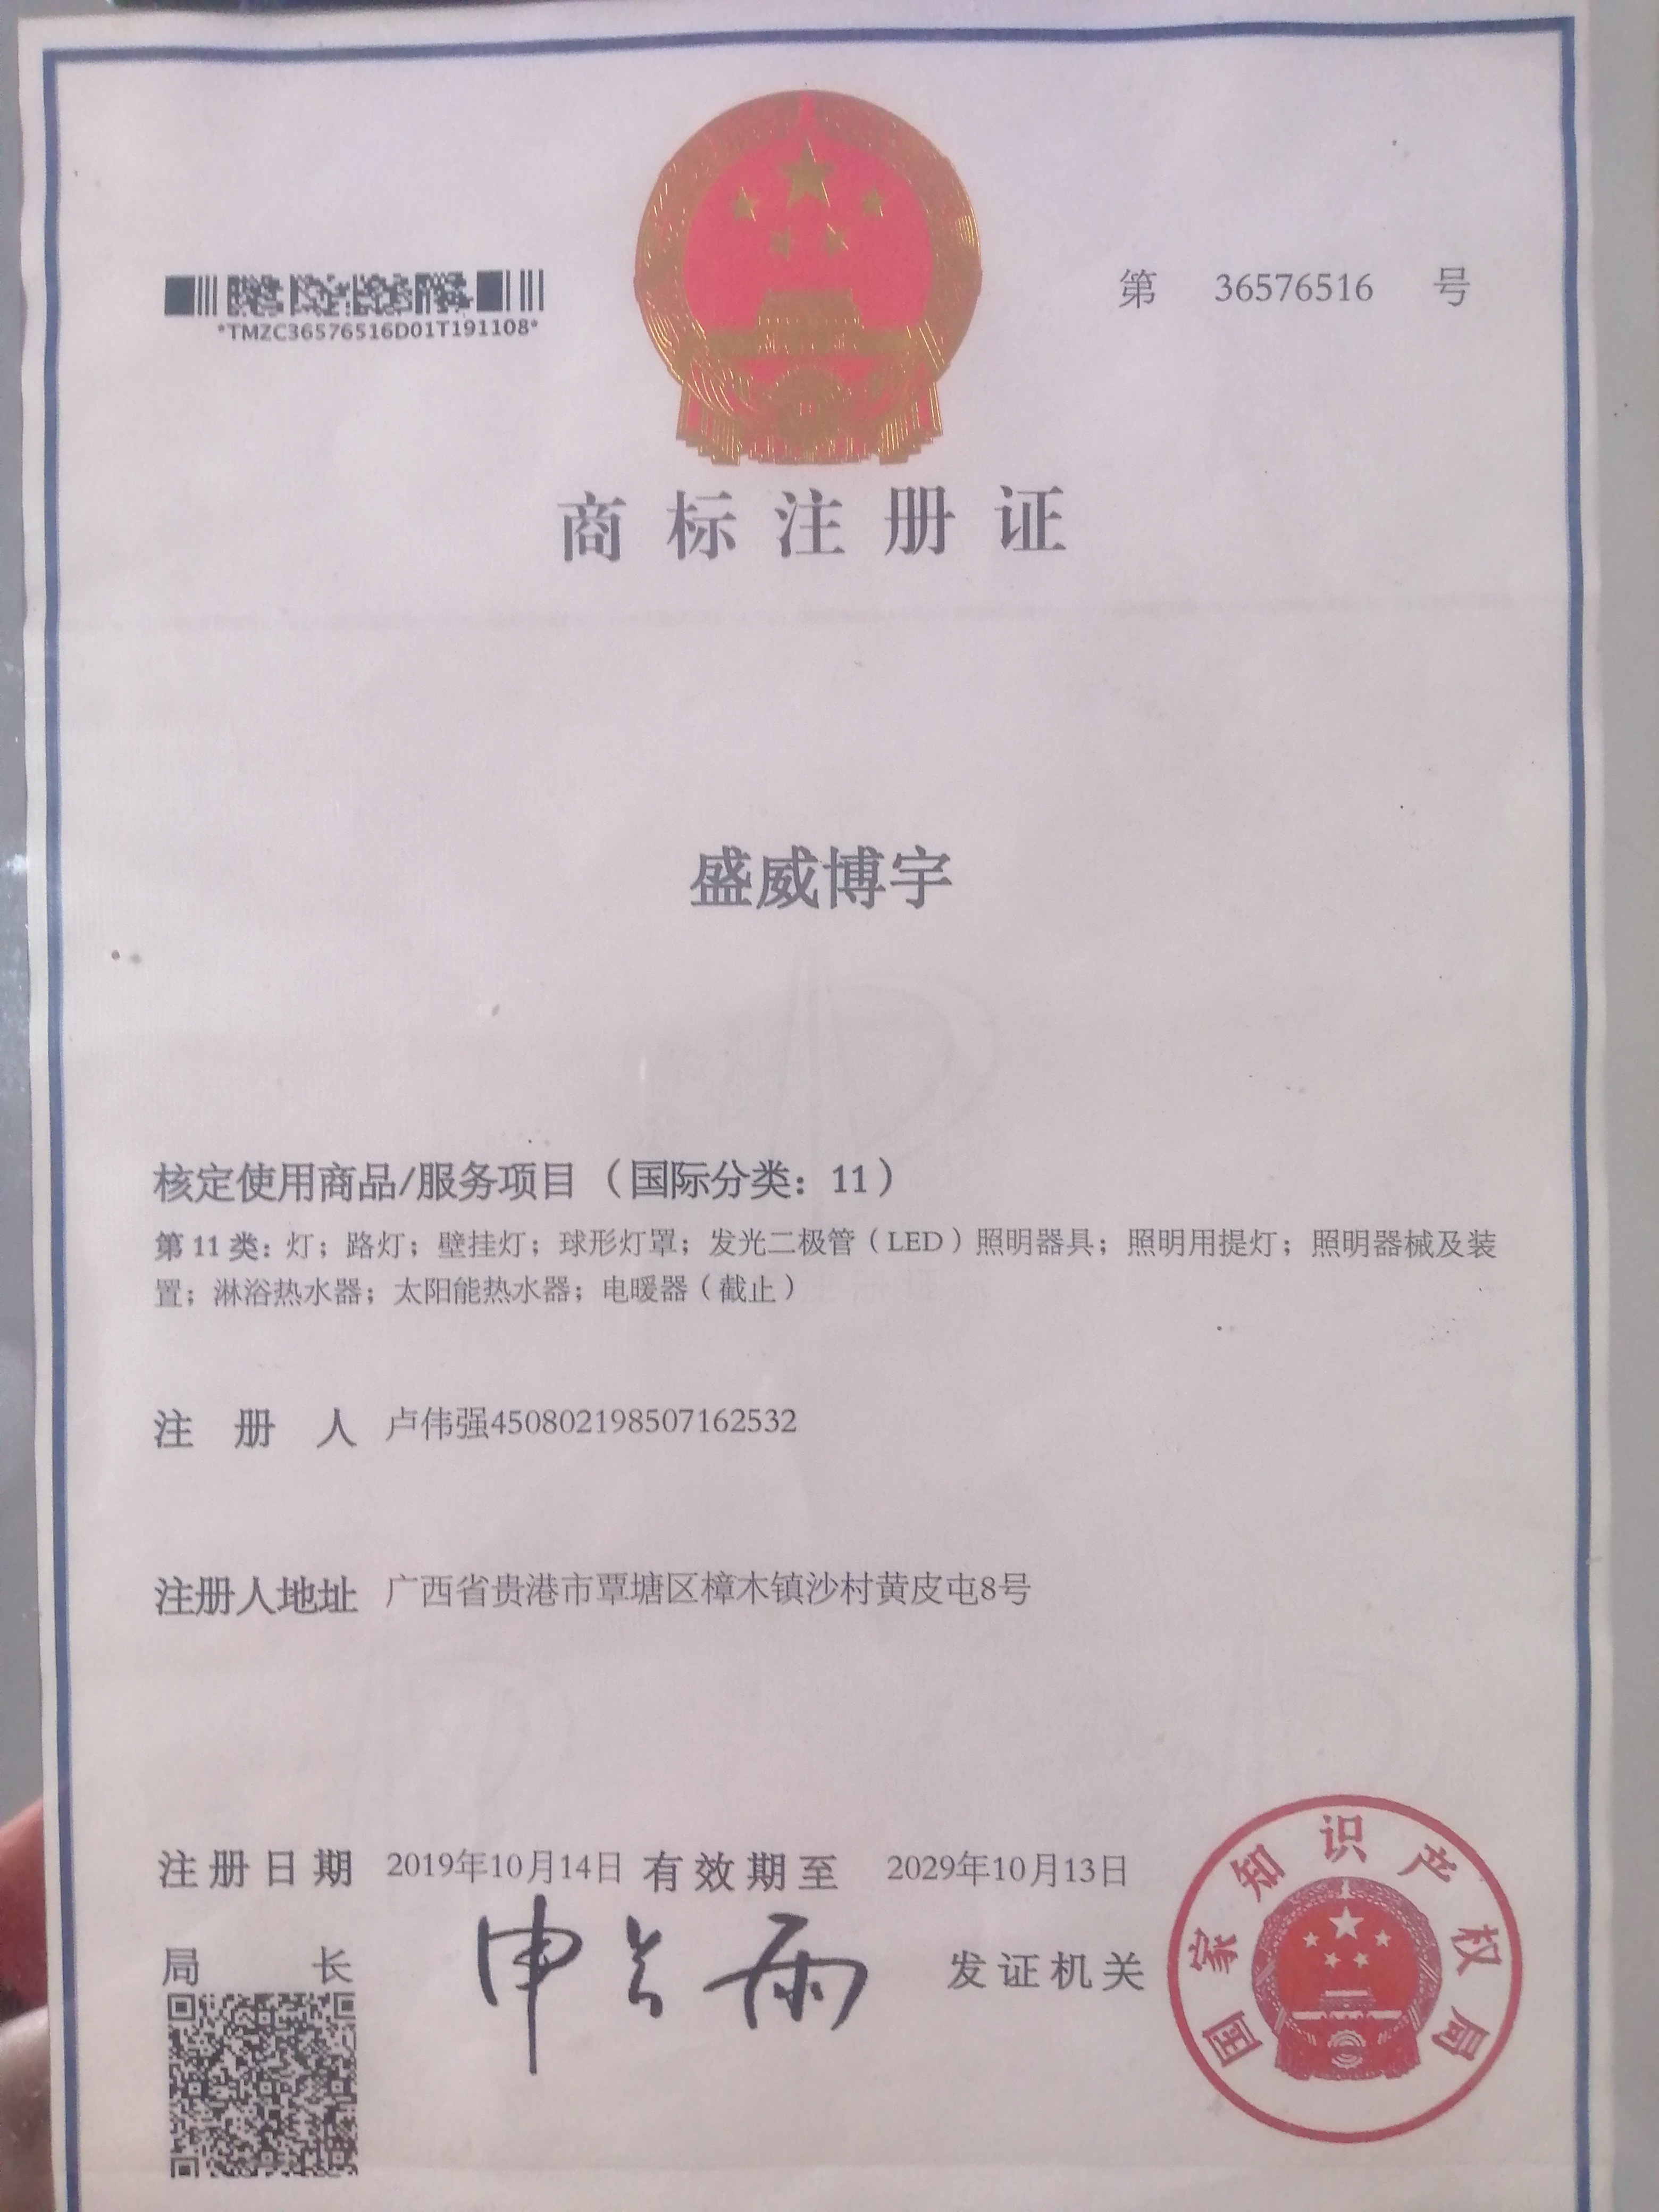 第 36576516 号
*TMZC36576516D01T191108*
商标注册证
盛威博宇
核定使用商品/服务项目（国际分类：11）
第11类：灯；路灯；壁挂灯；球形灯罩；发光二极管（LED）照明器具；照明用提灯；照明器械及装
置；淋浴热水器；太阳能热水器；电暖器（截止）
注册人 卢伟强450802198507162532
注册人地址 广西省贵港市覃塘区樟木镇沙村黄皮屯8号
注册日期 2019年10月14日 有效期至 2029年10月13日
局长 申长雨 发证机关
国家知识产权局